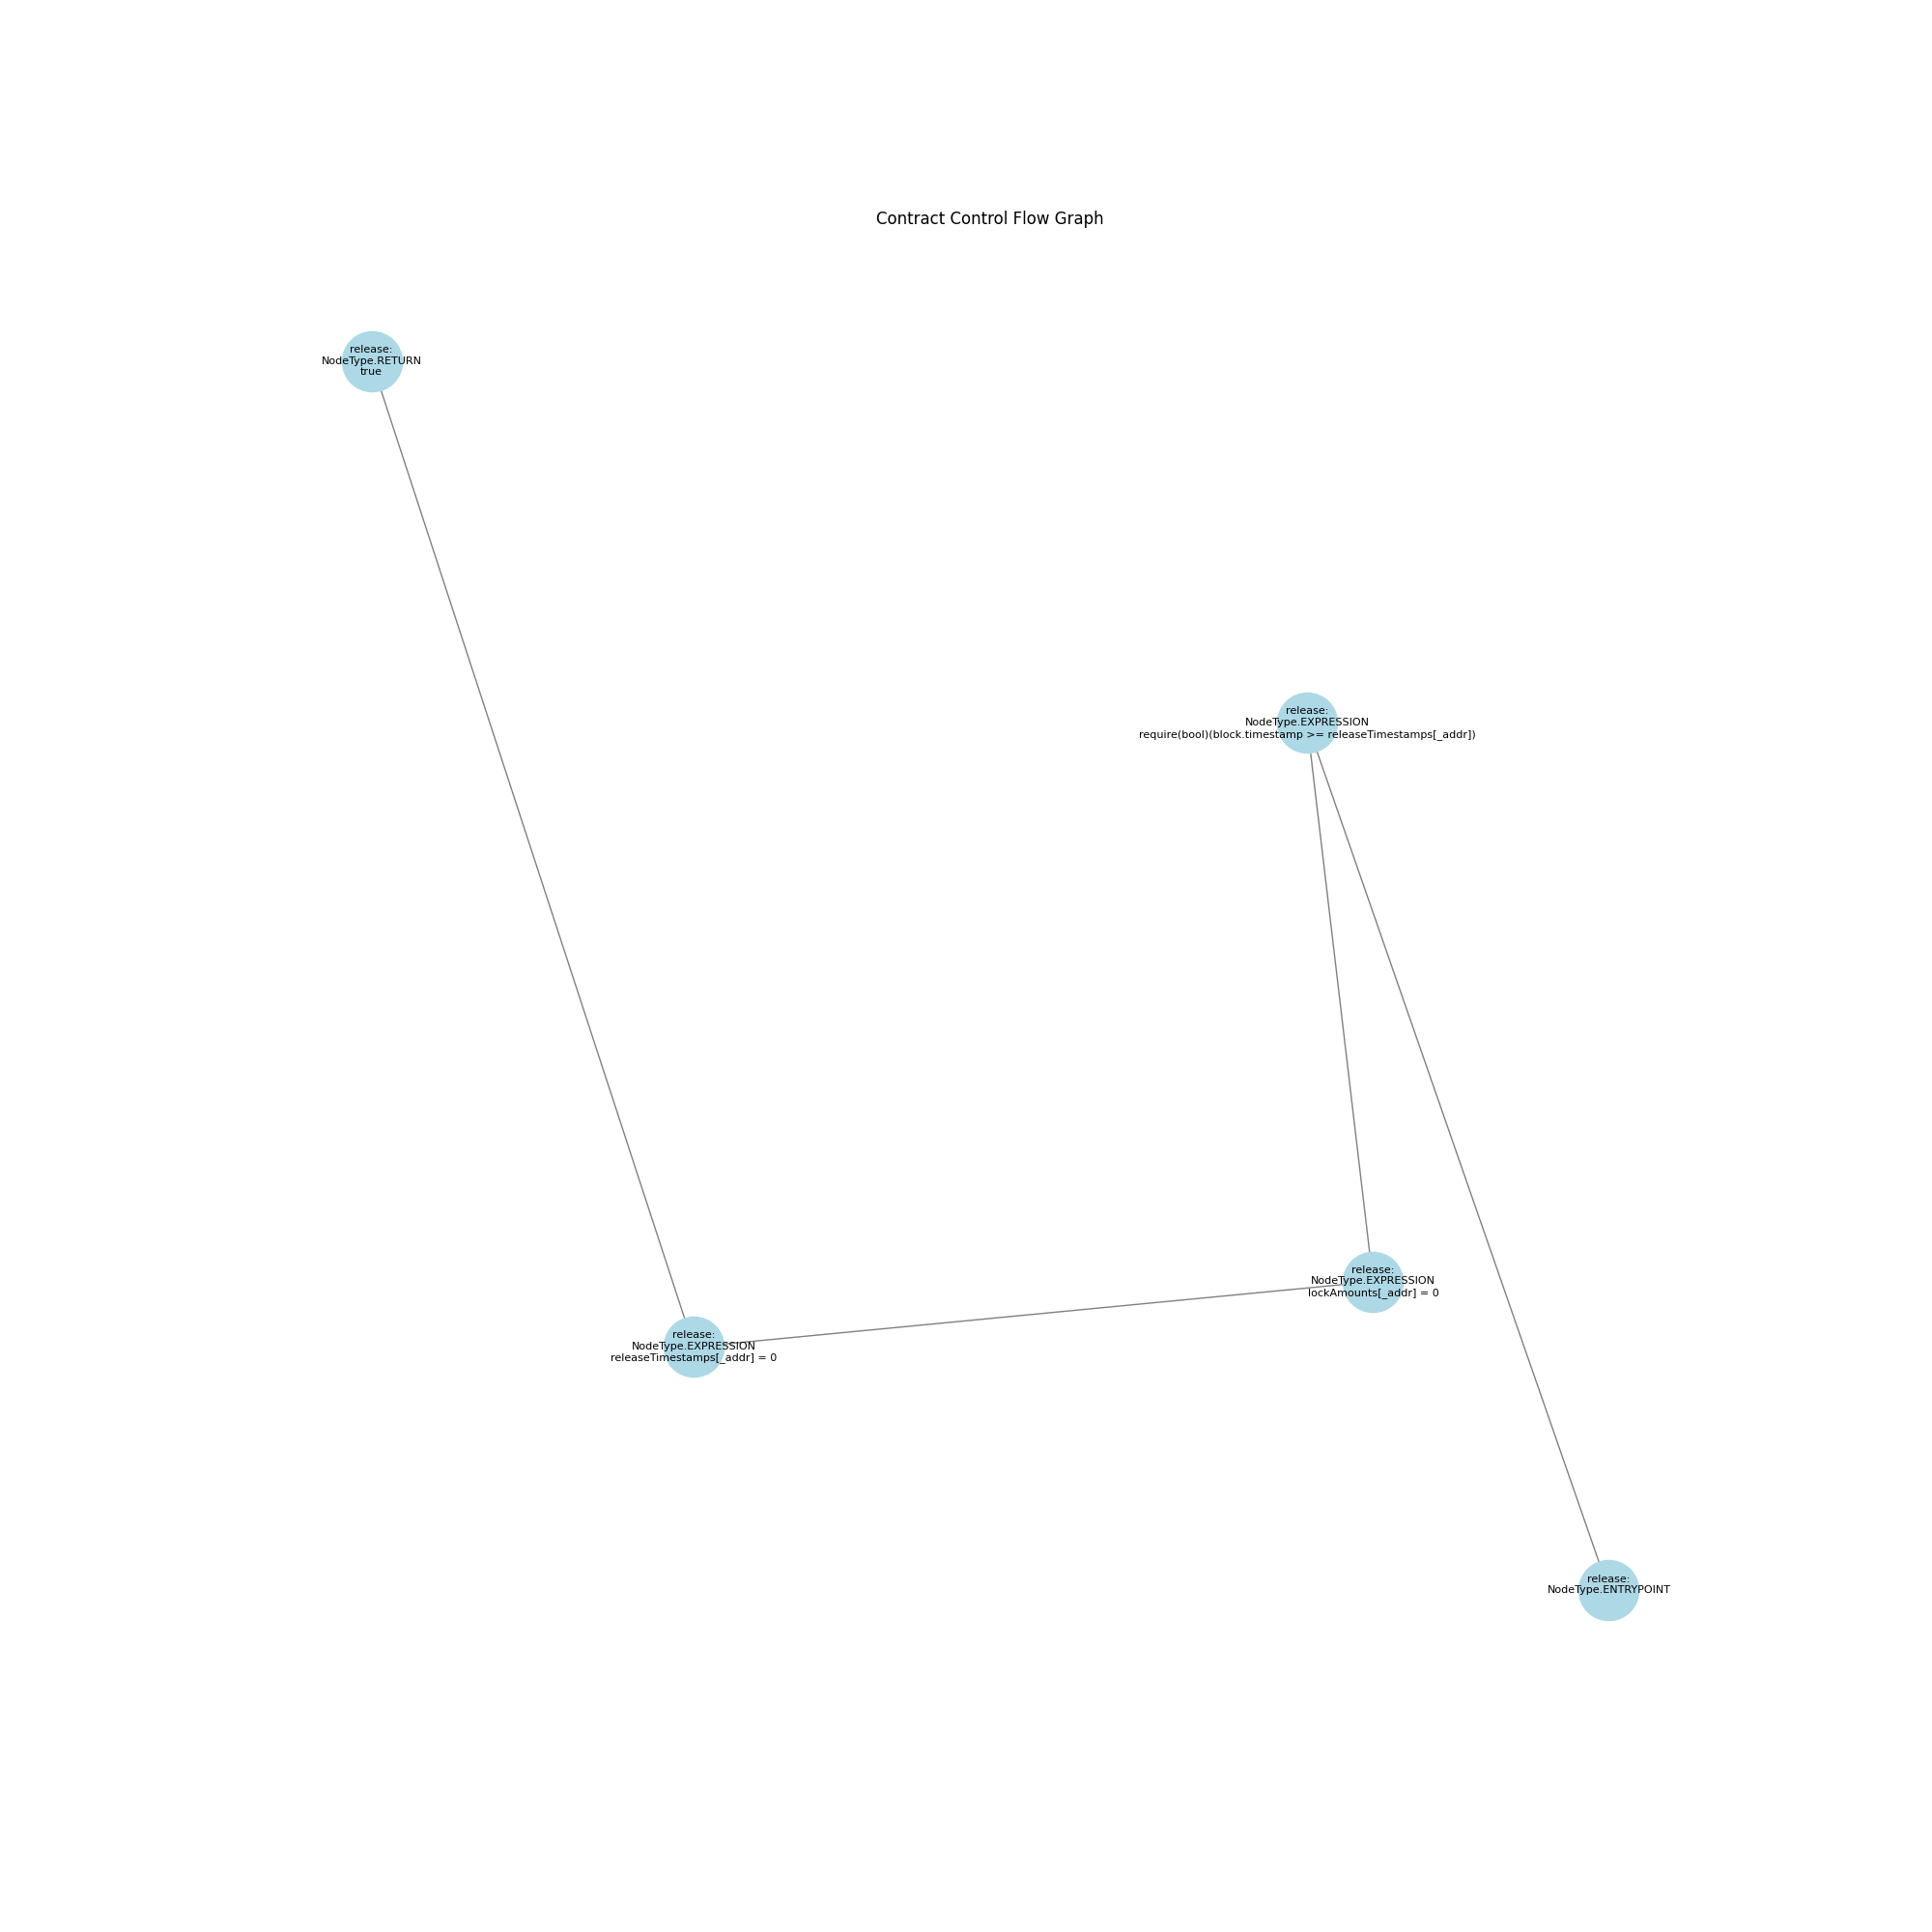 Contract Control Flow Graph
release:
NodeType.RETURN
true
release:
NodeType.EXPRESSION
require(bool)(block.timestamp >= releaseTimestamps[_addr])
release:
NodeType.EXPRESSION
lockAmounts[_addr] = 0
release:
NodeType.EXPRESSION
releaseTimestamps[_addr] = 0
release:
NodeType.ENTRYPOINT